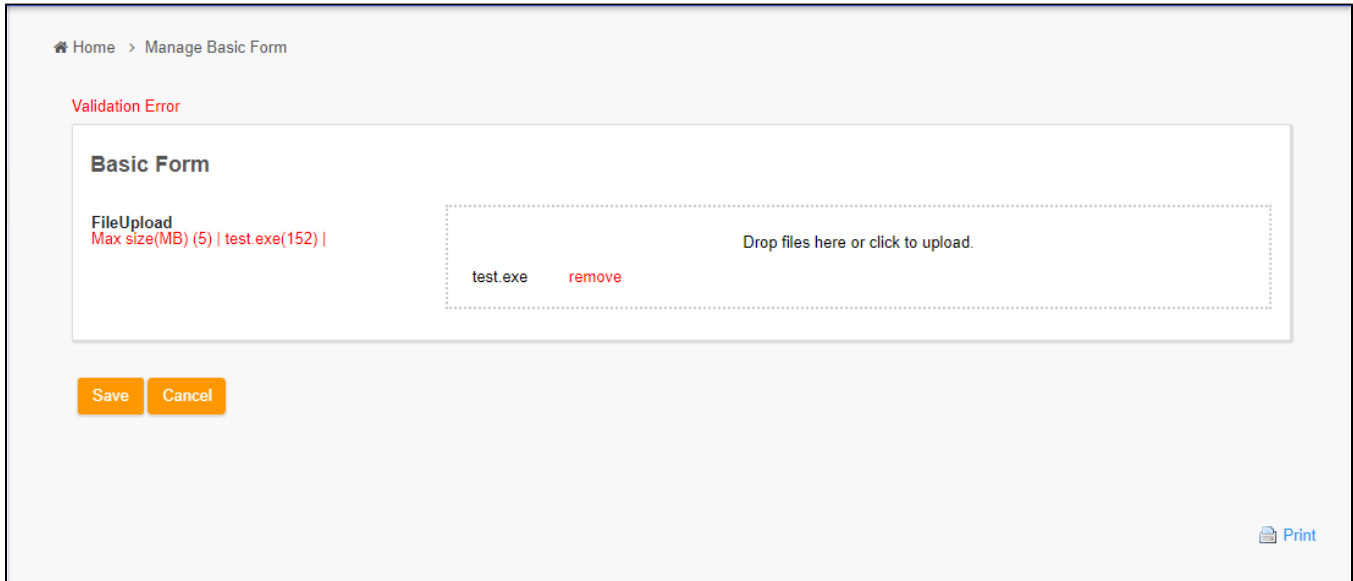 Home > Manage Basic Form
Validation Error
Basic Form
FileUpload
Max size(MB) (5) | test.exe(152) |
Drop files here or click to upload.
test.exe remove
Save Cancel
Print